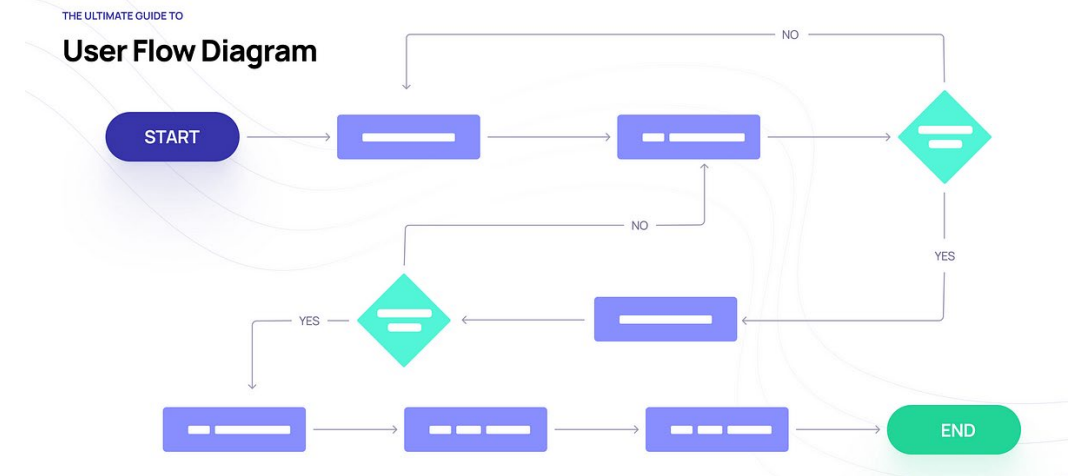 THE ULTIMATE GUIDE TO
User Flow Diagram
NO
START
NO
YES
YES
END